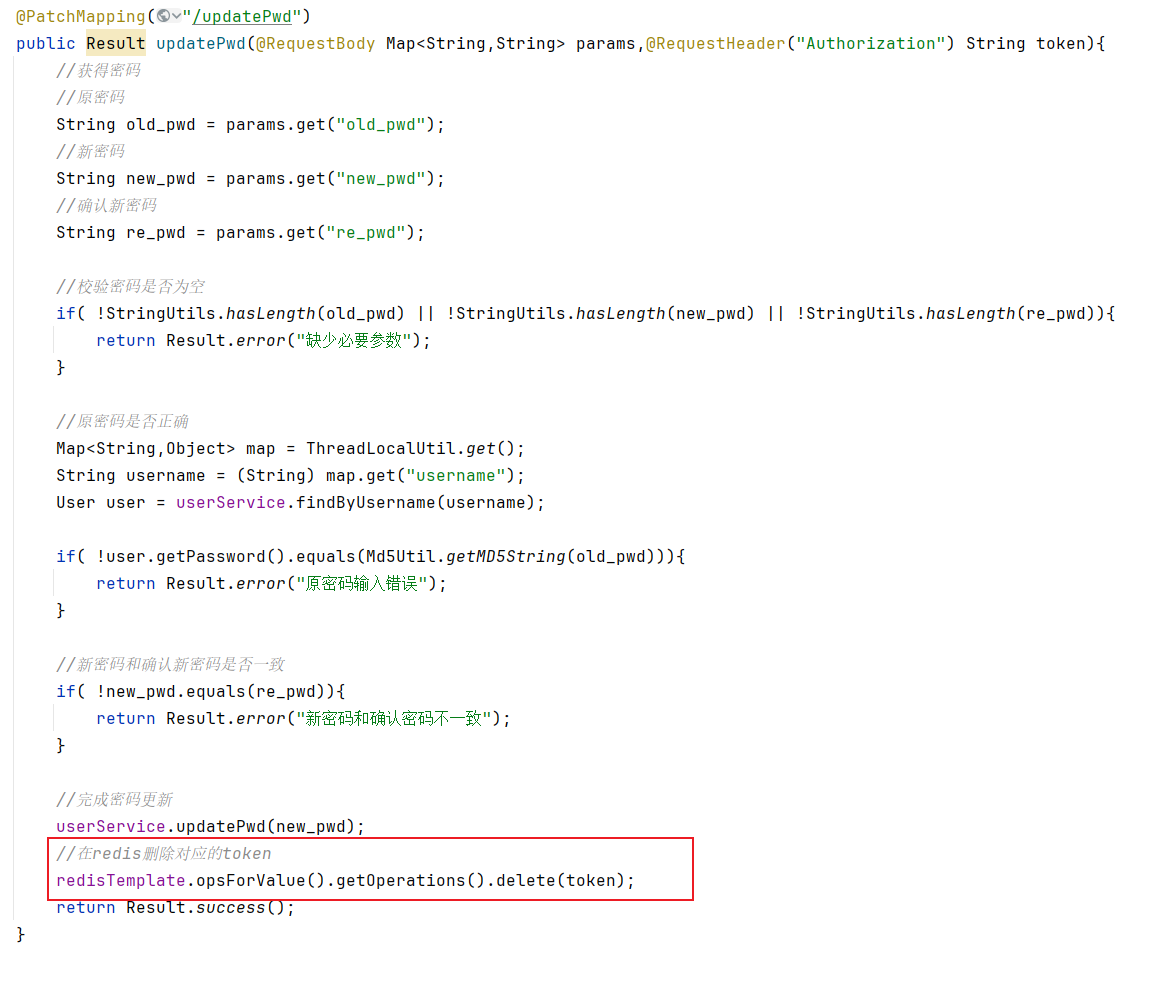 @PatchMapping("/updatePwd")
public Result updatePwd(@RequestBody Map<String,String> params,@RequestHeader("Authorization") String token){
//获得密码
//原密码
String old_pwd = params.get("old_pwd");
//新密码
String new_pwd = params.get("new_pwd");
//确认新密码
String re_pwd = params.get("re_pwd");
//校验密码是否为空
if( !StringUtils.hasLength(old_pwd) || !StringUtils.hasLength(new_pwd) || !StringUtils.hasLength(re_pwd)){
return Result.error("缺少必要参数");
}
//原密码是否正确
Map<String,Object> map = ThreadLocalUtil.get();
String username = (String) map.get("username");
User user = userService.findByUsername(username);
if( !user.getPassword().equals(Md5Util.getMD5String(old_pwd))){
return Result.error("原密码输入错误");
}
//新密码和确认新密码是否一致
if( !new_pwd.equals(re_pwd)){
return Result.error("新密码和确认密码不一致");
}
//完成密码更新
userService.updatePwd(new_pwd);
//在redis删除对应的token
redisTemplate.opsForValue().getOperations().delete(token);
return Result.success();
}